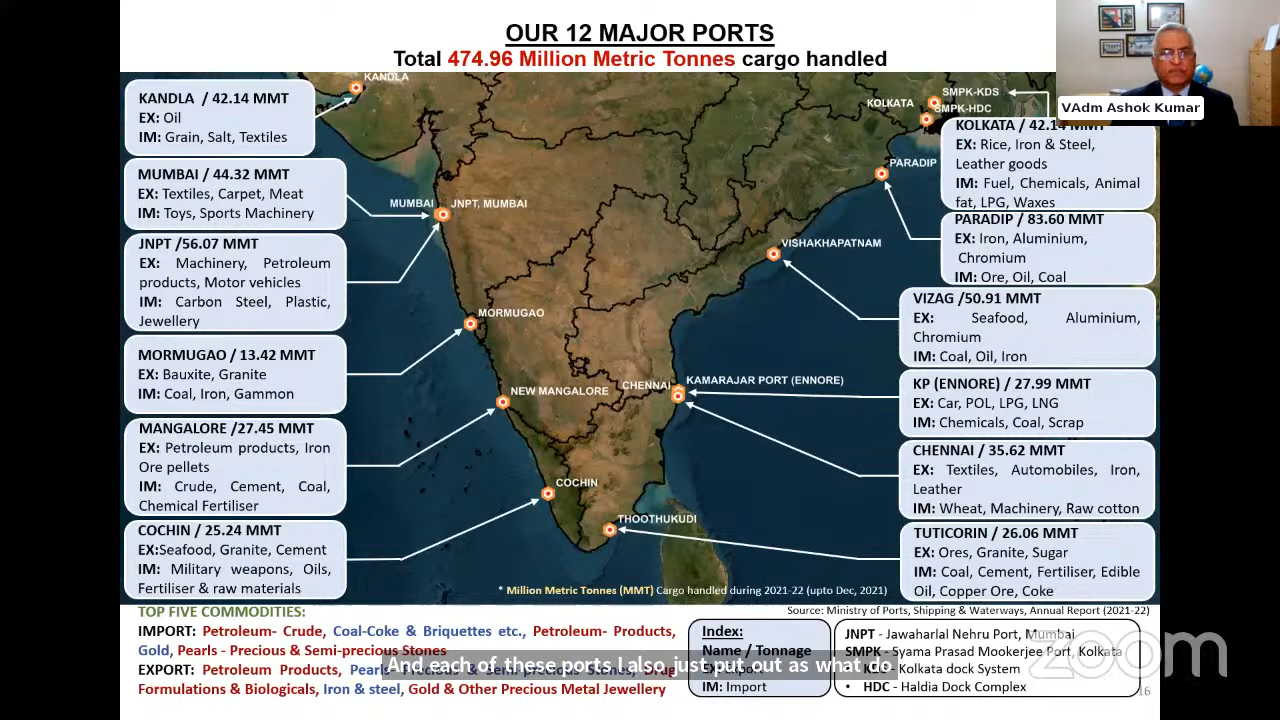 OUR 12 MAJOR PORTS
Total 474.96 Million Metric Tonnes cargo handled
VAdm Ashok Kumar
KANDLA / 42.14 MMT
EX: Oil
IM: Grain, Salt, Textiles
MUMBAI / 44.32 MMT
EX: Textiles, Carpet, Meat
IM: Toys, Sports Machinery
JNPT /56.07 MMT
EX: Machinery, Petroleum
products, Motor vehicles
IM: Carbon Steel, Plastic,
Jewellery
MORMUGAO / 13.42 MMT
EX: Bauxite, Granite
IM: Coal, Iron, Gammon
MANGALORE /27.45 MMT
EX: Petroleum products, Iron
Ore pellets
IM: Crude, Cement, Coal,
Chemical Fertiliser
COCHIN / 25.24 MMT
EX:Seafood, Granite, Cement
IM: Military weapons, Oils,
Fertiliser & raw materials
KANDLA
MUMBAI
JNPT, MUMBAI
MORMUGAO
NEW MANGALORE
COCHIN
THOOTHUKUDI
CHENNAI
KAMARAJAR PORT (ENNORE)
VISHAKHAPATNAM
PARADIP
KOLKATA
SMPK-KDS
SMPK-HDC
KOLKATA / 42.14 MMT
EX: Rice, Iron & Steel,
Leather goods
IM: Fuel, Chemicals, Animal
fat, LPG, Waxes
PARADIP / 83.60 MMT
EX: Iron, Aluminium,
Chromium
IM: Ore, Oil, Coal
VIZAG /50.91 MMT
EX: Seafood, Aluminium,
Chromium
IM: Coal, Oil, Iron
KP (ENNORE) / 27.99 MMT
EX: Car, POL, LPG, LNG
IM: Chemicals, Coal, Scrap
CHENNAI / 35.62 MMT
EX: Textiles, Automobiles, Iron,
Leather
IM: Wheat, Machinery, Raw cotton
TUTICORIN / 26.06 MMT
EX: Ores, Granite, Sugar
IM: Coal, Cement, Fertiliser, Edible
Oil, Copper Ore, Coke
* Million Metric Tonnes (MMT) Cargo handled during 2021-22 (upto Dec, 2021)
Source: Ministry of Ports, Shipping & Waterways, Annual Report (2021-22)
TOP FIVE COMMODITIES:
IMPORT: Petroleum- Crude, Coal-Coke & Briquettes etc., Petroleum- Products,
Gold, Pearls - Precious & Semi-precious Stones
EXPORT: Petroleum Products, Pearls- Precious & Semi-precious Stones, Drug
Formulations & Biologicals, Iron & steel, Gold & Other Precious Metal Jewellery
Index:
Name / Tonnage
EX: Export
IM: Import
JNPT - Jawaharlal Nehru Port, Mumbai
SMPK - Syama Prasad Mookerjee Port, Kolkata
• KDS - Kolkata dock System
• HDC - Haldia Dock Complex
And each of these ports I also just put out as what do
zoom
16